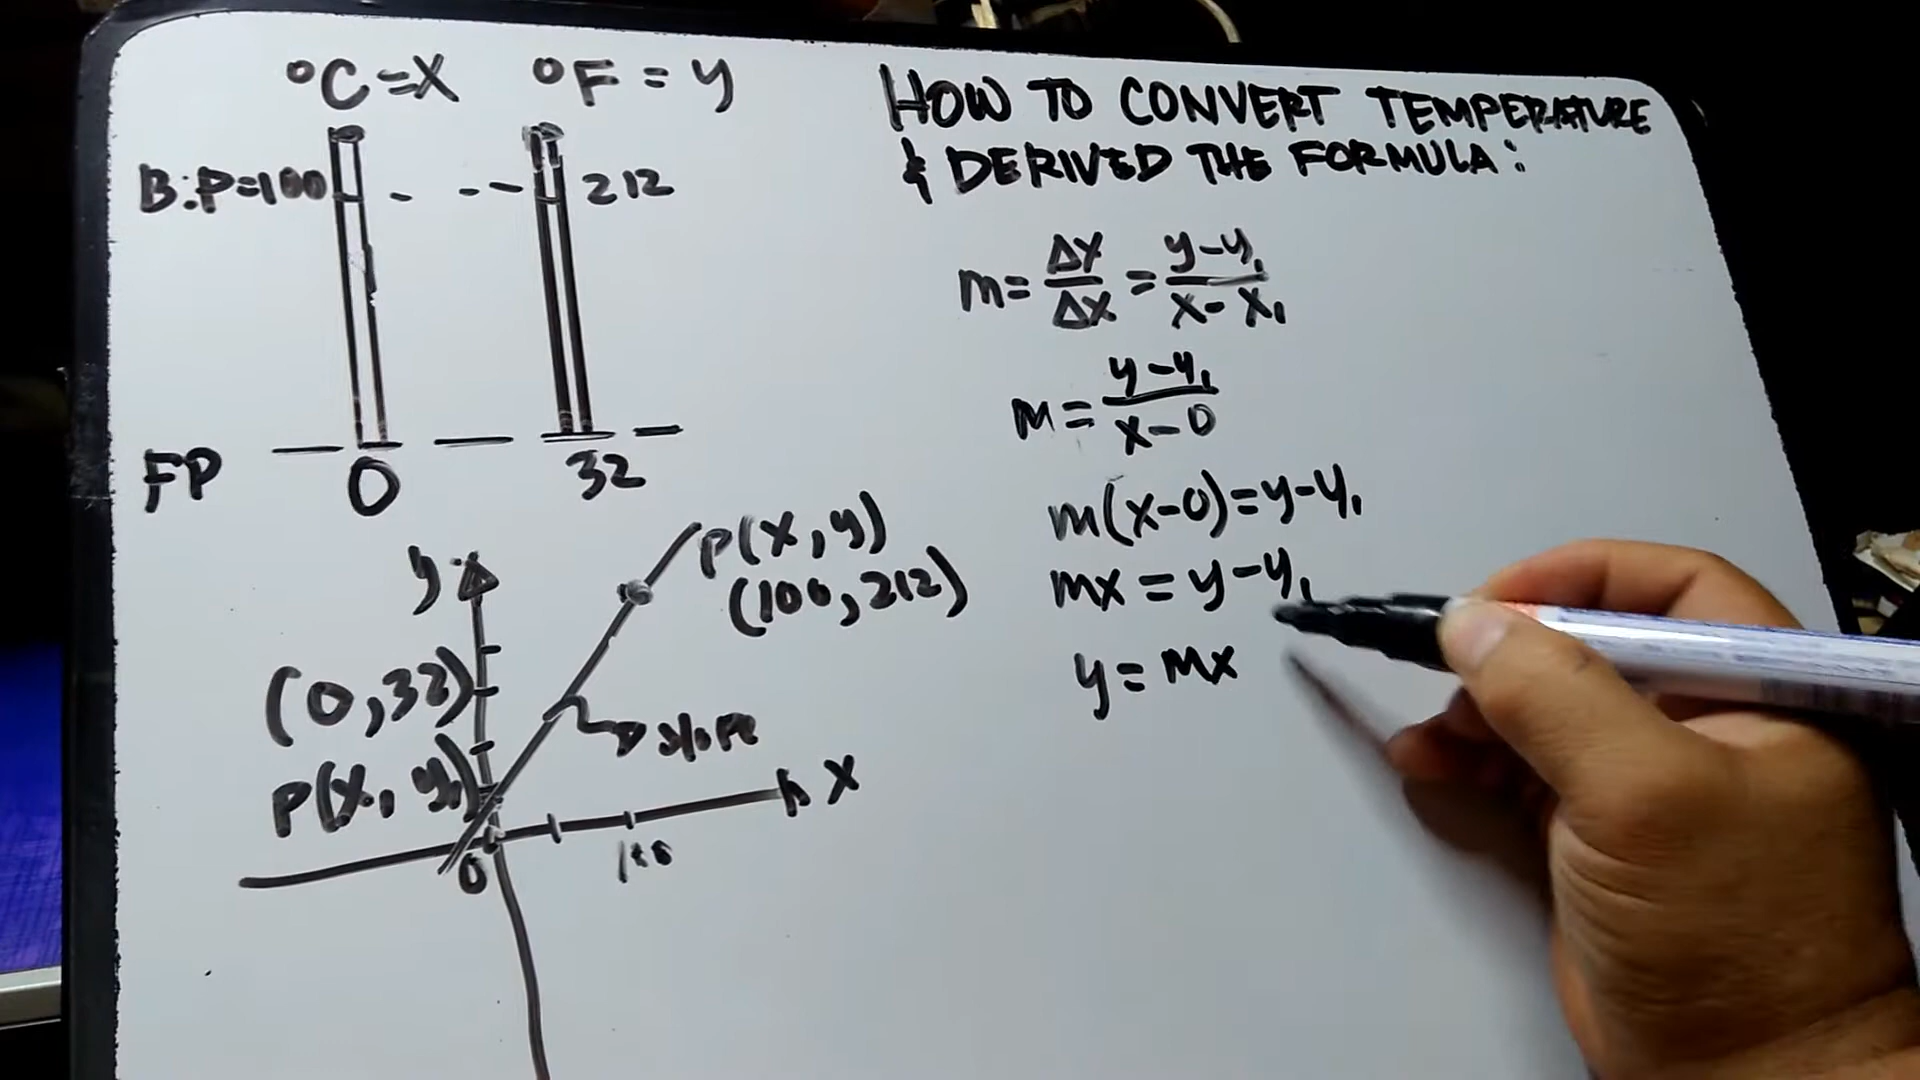 °C=X °F = y
B.P=100 212
FP 0 32
HOW TO CONVERT TEMPERATURE
& DERIVED THE FORMULA:
m = ΔY/ΔX = y-y₁/x-x₁
m = y-y₁/x-0
m(x-0)=y-y₁
mx = y-y₁
y = mx
y
P(x,y)
(100,212)
(0,32)
SLOPE
P(x₁, y₁)
X
0 100